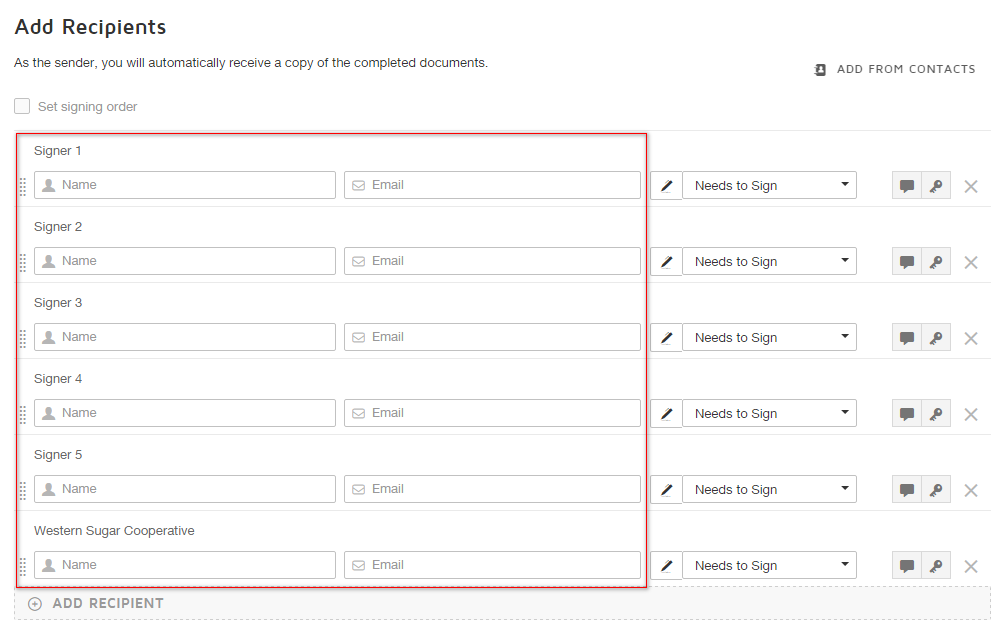 Add Recipients
As the sender, you will automatically receive a copy of the completed documents.
ADD FROM CONTACTS
Set signing order
Signer 1
Name Email Needs to Sign
Signer 2
Name Email Needs to Sign
Signer 3
Name Email Needs to Sign
Signer 4
Name Email Needs to Sign
Signer 5
Name Email Needs to Sign
Western Sugar Cooperative
Name Email Needs to Sign
ADD RECIPIENT